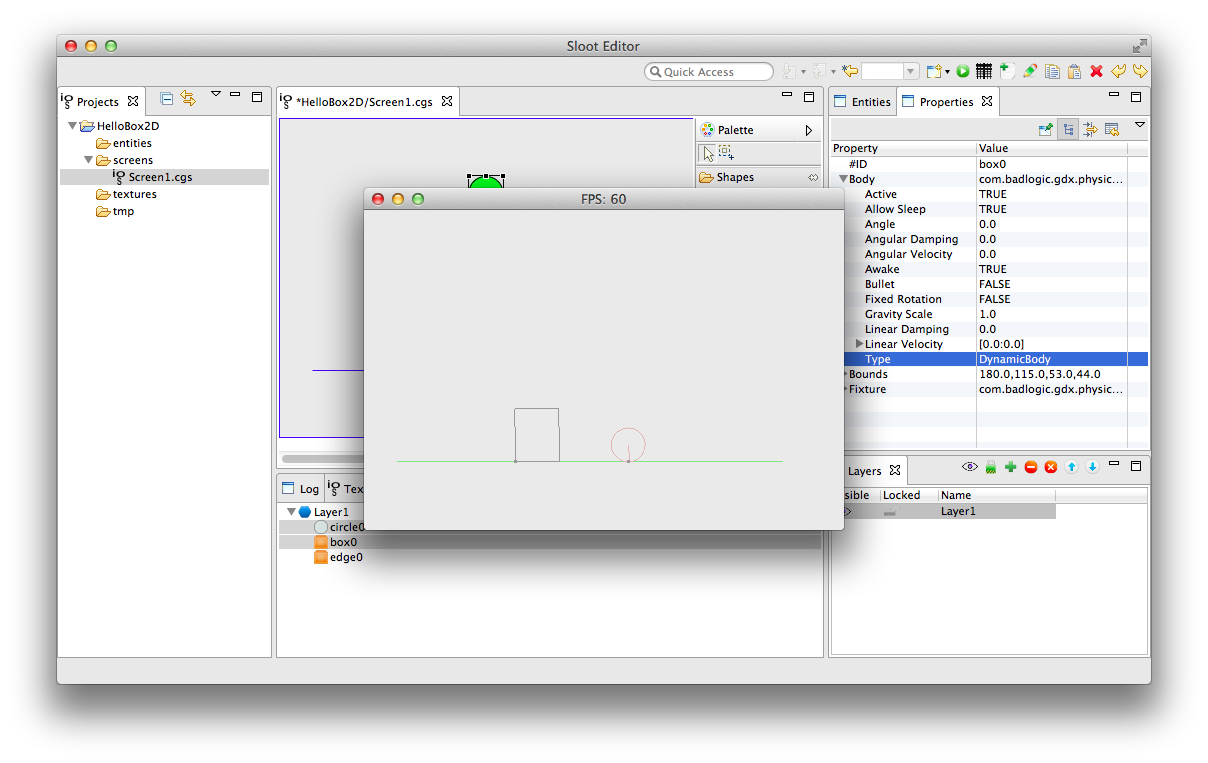 Sloot Editor
Quick Access
Projects
HelloBox2D
entities
screens
Screen1.cgs
textures
tmp
*HelloBox2D/Screen1.cgs
Palette
Shapes
FPS: 60
Log
Tex
Layer1
circle0
box0
edge0
Entities
Properties
Property Value
#ID box0
Body com.badlogic.gdx.physic...
Active TRUE
Allow Sleep TRUE
Angle 0.0
Angular Damping 0.0
Angular Velocity 0.0
Awake TRUE
Bullet FALSE
Fixed Rotation FALSE
Gravity Scale 1.0
Linear Damping 0.0
Linear Velocity [0.0:0.0]
Type DynamicBody
Bounds 180.0,115.0,53.0,44.0
Fixture com.badlogic.gdx.physic...
Layers
sible Locked Name
Layer1